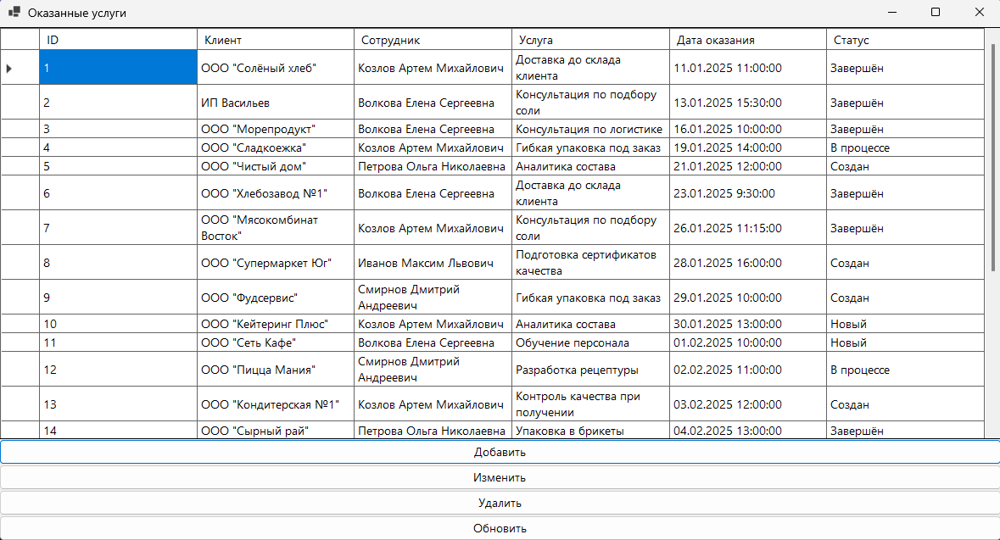 Оказанные услуги
ID Клиент Сотрудник Услуга Дата оказания Статус
1 ООО "Солёный хлеб" Козлов Артем Михайлович Доставка до склада клиента 11.01.2025 11:00:00 Завершён
2 ИП Васильев Волкова Елена Сергеевна Консультация по подбору соли 13.01.2025 15:30:00 Завершён
3 ООО "Морепродукт" Волкова Елена Сергеевна Консультация по логистике 16.01.2025 10:00:00 Завершён
4 ООО "Сладкоежка" Козлов Артем Михайлович Гибкая упаковка под заказ 19.01.2025 14:00:00 В процессе
5 ООО "Чистый дом" Петрова Ольга Николаевна Аналитика состава 21.01.2025 12:00:00 Создан
6 ООО "Хлебозавод №1" Волкова Елена Сергеевна Доставка до склада клиента 23.01.2025 9:30:00 Завершён
7 ООО "Мясокомбинат Восток" Козлов Артем Михайлович Консультация по подбору соли 26.01.2025 11:15:00 Завершён
8 ООО "Супермаркет Юг" Иванов Максим Львович Подготовка сертификатов качества 28.01.2025 16:00:00 Создан
9 ООО "Фудсервис" Смирнов Дмитрий Андреевич Гибкая упаковка под заказ 29.01.2025 10:00:00 Создан
10 ООО "Кейтеринг Плюс" Козлов Артем Михайлович Аналитика состава 30.01.2025 13:00:00 Новый
11 ООО "Сеть Кафе" Волкова Елена Сергеевна Обучение персонала 01.02.2025 10:00:00 Новый
12 ООО "Пицца Мания" Смирнов Дмитрий Андреевич Разработка рецептуры 02.02.2025 11:00:00 В процессе
13 ООО "Кондитерская №1" Козлов Артем Михайлович Контроль качества при получении 03.02.2025 12:00:00 Создан
14 ООО "Сырный рай" Петрова Ольга Николаевна Упаковка в брикеты 04.02.2025 13:00:00 Завершён
Добавить
Изменить
Удалить
Обновить